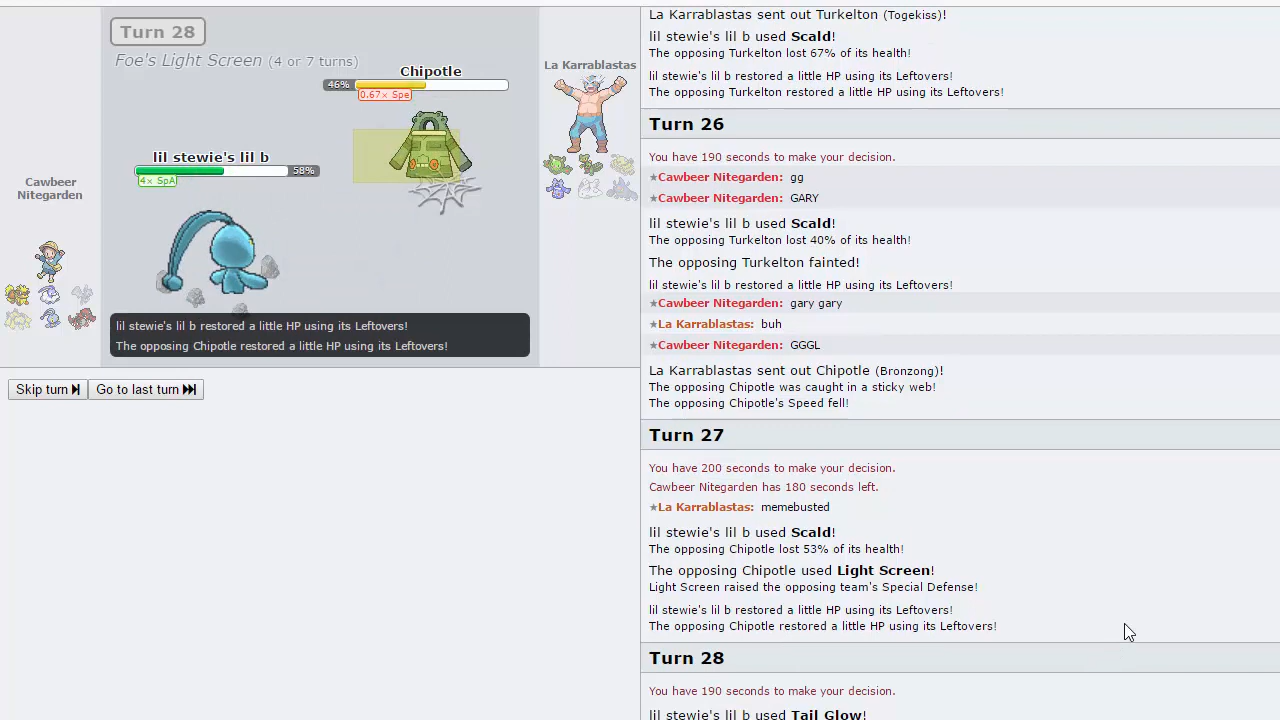 Turn 28
Foe's Light Screen (4 or 7 turns)
Chipotle
46%
0.67× Spe
lil stewie's lil b
58%
4× SpA
Cawbeer
Nitegarden
La Karrablastas
lil stewie's lil b restored a little HP using its Leftovers!
The opposing Chipotle restored a little HP using its Leftovers!
Skip turn
Go to last turn
La Karrablastas sent out Turkelton (Togekiss)!
lil stewie's lil b used Scald!
The opposing Turkelton lost 67% of its health!
lil stewie's lil b restored a little HP using its Leftovers!
The opposing Turkelton restored a little HP using its Leftovers!
Turn 26
You have 190 seconds to make your decision.
★Cawbeer Nitegarden: gg
★Cawbeer Nitegarden: GARY
lil stewie's lil b used Scald!
The opposing Turkelton lost 40% of its health!
The opposing Turkelton fainted!
lil stewie's lil b restored a little HP using its Leftovers!
★Cawbeer Nitegarden: gary gary
★La Karrablastas: buh
★Cawbeer Nitegarden: GGGL
La Karrablastas sent out Chipotle (Bronzong)!
The opposing Chipotle was caught in a sticky web!
The opposing Chipotle's Speed fell!
Turn 27
You have 200 seconds to make your decision.
Cawbeer Nitegarden has 180 seconds left.
★La Karrablastas: memebusted
lil stewie's lil b used Scald!
The opposing Chipotle lost 53% of its health!
The opposing Chipotle used Light Screen!
Light Screen raised the opposing team's Special Defense!
lil stewie's lil b restored a little HP using its Leftovers!
The opposing Chipotle restored a little HP using its Leftovers!
Turn 28
You have 190 seconds to make your decision.
lil stewie's lil b used Tail Glow!